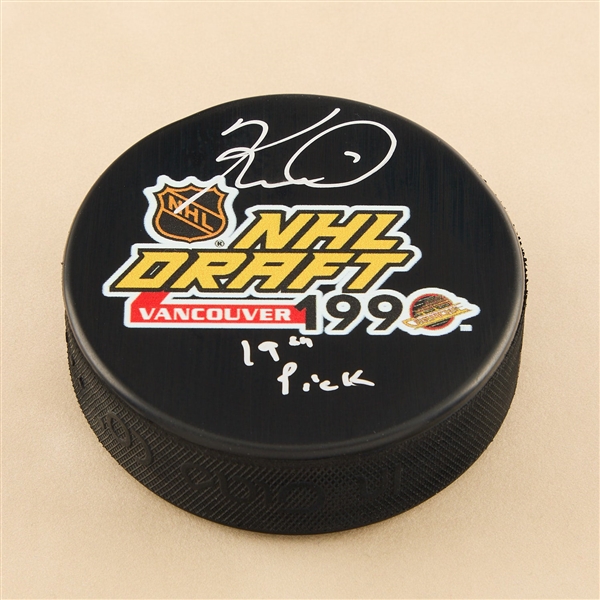 NHL
NHL
DRAFT
VANCOUVER 199
19th
Pick